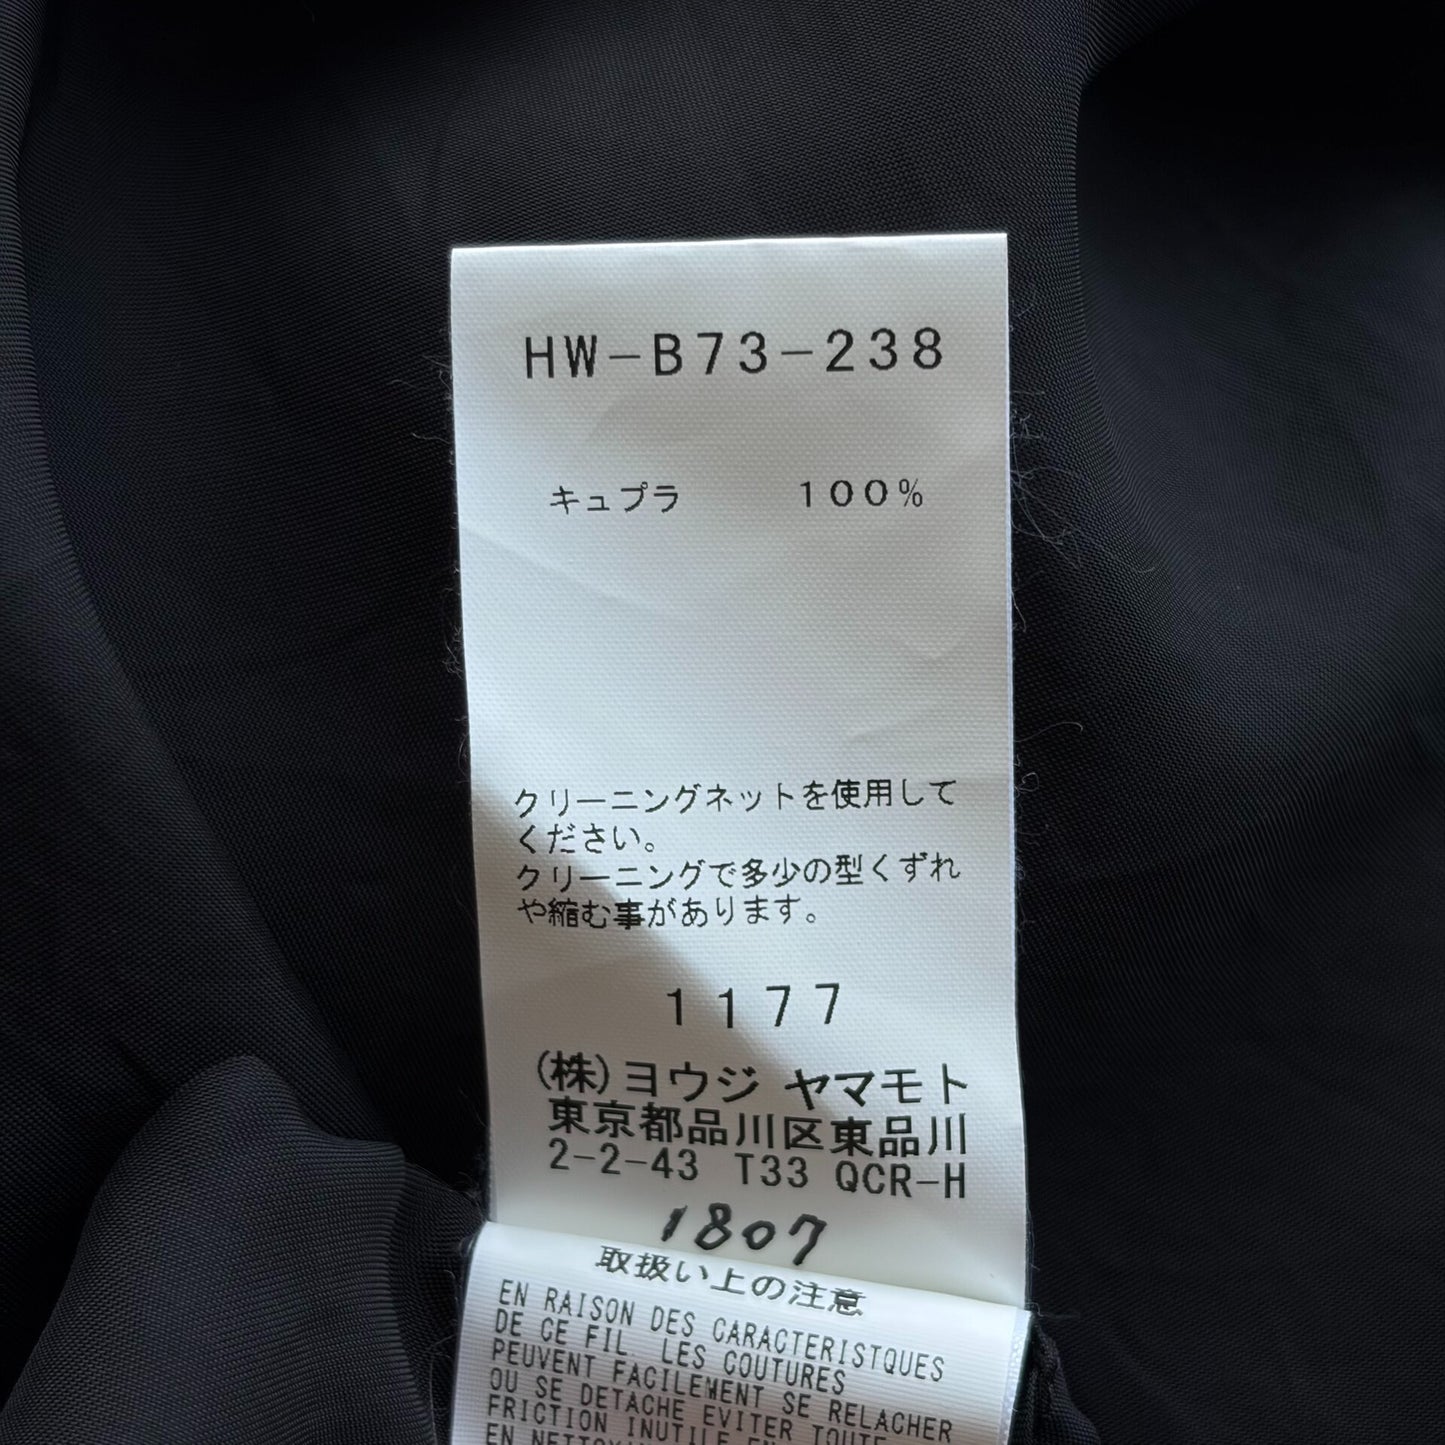 HW-B73-238
キュプラ 100%
クリーニングネットを使用して
ください。
クリーニングで多少の型くずれ
や縮む事があります。
1177
(株)ヨウジ ヤマモト
東京都品川区東品川
2-2-43 T33 QCR-H
1807
取扱い上の注意
EN RAISON DES CARACTERISTQUES
DE CE FIL. LES COUTURES
PEUVENT FACILEMENT SE RELACHER
OU SE DETACHE EVITER TOUTE
FRICTION INUTILE EN
EN